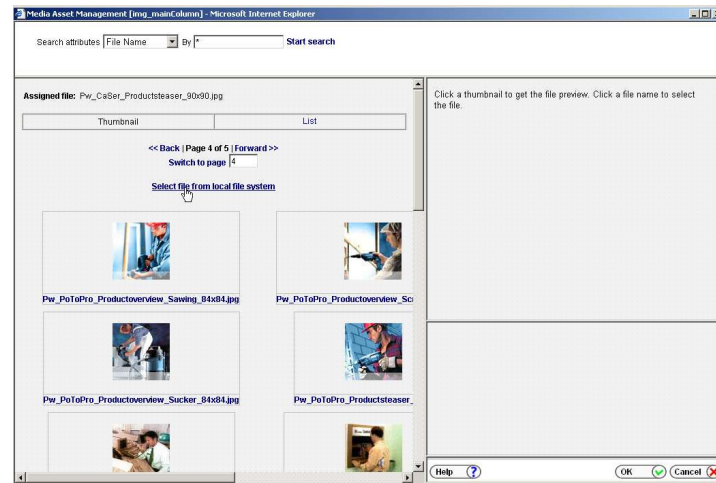 Media Asset Management [img_mainColumn] - Microsoft Internet Explorer
Search attributes File Name By * Start search
Assigned file: Pw_CaSer_Productsteaser_90x90.jpg
Click a thumbnail to get the file preview. Click a file name to select
the file.
Thumbnail List
<< Back | Page 4 of 5 | Forward >>
Switch to page 4
Select file from local file system
Pw_PoToPro_Productoverview_Sawing_84x84.jpg
Pw_PoToPro_Productoverview_Scr
Pw_PoToPro_Productoverview_Sucker_84x84.jpg
Pw_PoToPro_Productsteaser_
Help ? OK Cancel